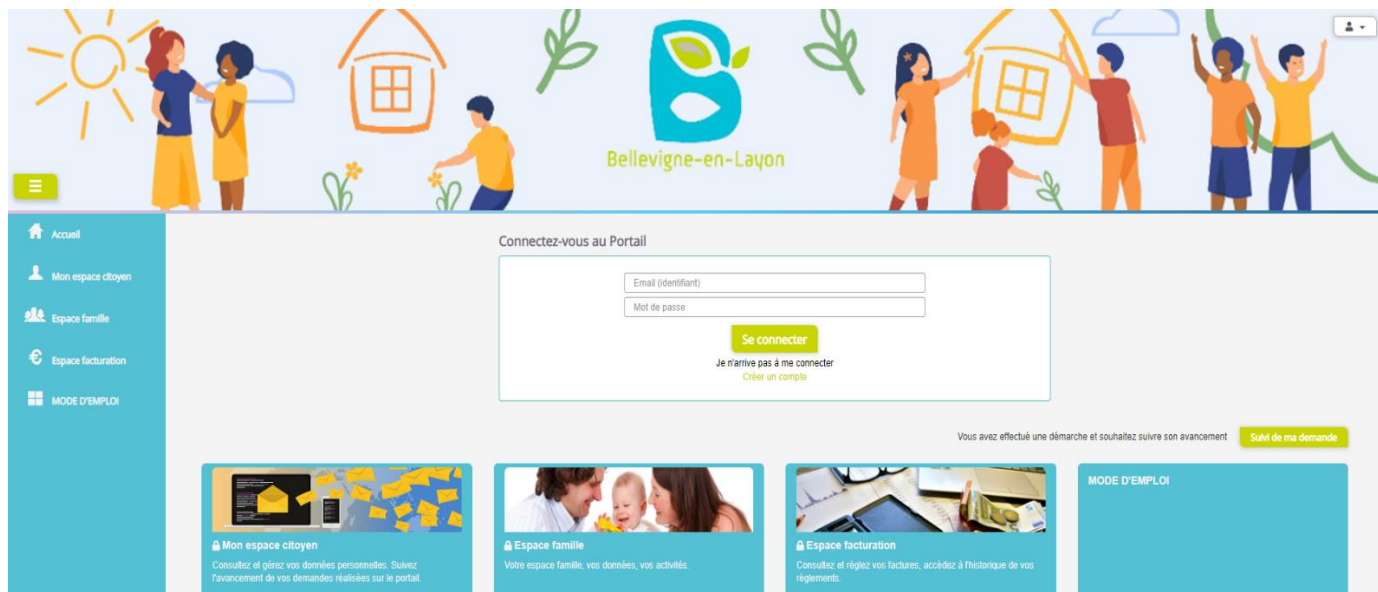 Bellevigne-en-Layon
Accueil
Mon espace citoyen
Espace famille
Espace facturation
MODE D'EMPLOI
Connectez-vous au Portail
Email (identifiant)
Mot de passe
Se connecter
Je n'arrive pas à me connecter
Créer un compte
Vous avez effectué une démarche et souhaitez suivre son avancement
Suivi de ma demande
Mon espace citoyen
Consultez et gérez vos données personnelles. Suivez
l'avancement de vos demandes réalisées sur le portail.
Espace famille
Votre espace famille, vos données, vos activités.
Espace facturation
Consultez et réglez vos factures, accédez à l'historique de vos
règlements.
MODE D'EMPLOI